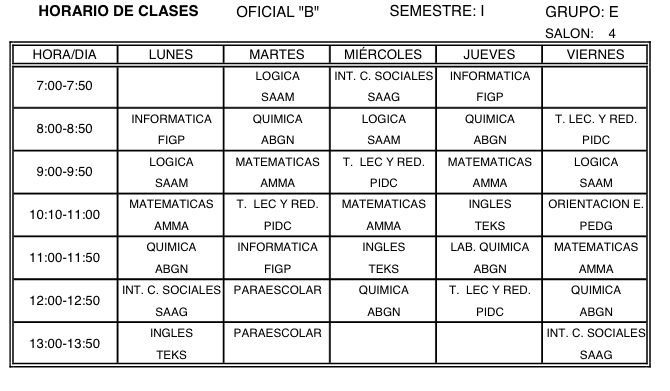 HORARIO DE CLASES OFICIAL "B" SEMESTRE: I GRUPO: E
SALON: 4
HORA/DIA LUNES MARTES MIÉRCOLES JUEVES VIERNES
7:00-7:50 LOGICA INT. C. SOCIALES INFORMATICA
SAAM SAAG FIGP
8:00-8:50 INFORMATICA QUIMICA LOGICA QUIMICA T. LEC. Y RED.
FIGP ABGN SAAM ABGN PIDC
9:00-9:50 LOGICA MATEMATICAS T. LEC Y RED. MATEMATICAS LOGICA
SAAM AMMA PIDC AMMA SAAM
10:10-11:00 MATEMATICAS T. LEC Y RED. MATEMATICAS INGLES ORIENTACION E.
AMMA PIDC AMMA TEKS PEDG
11:00-11:50 QUIMICA INFORMATICA INGLES LAB. QUIMICA MATEMATICAS
ABGN FIGP TEKS ABGN AMMA
12:00-12:50 INT. C. SOCIALES PARAESCOLAR QUIMICA T. LEC Y RED. QUIMICA
SAAG ABGN PIDC ABGN
13:00-13:50 INGLES PARAESCOLAR INT. C. SOCIALES
TEKS SAAG